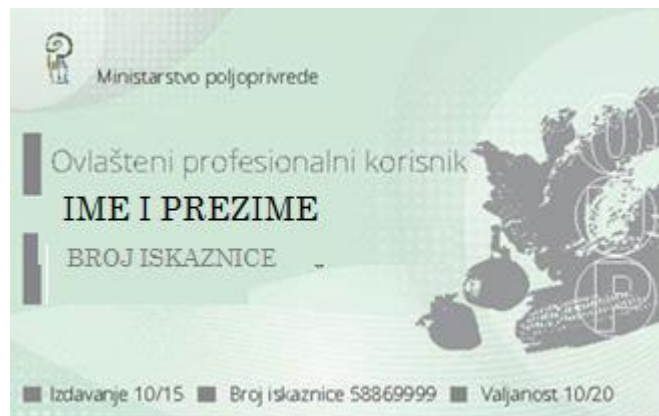 Ministarstvo poljoprivrede
Ovlašteni profesionalni korisnik
IME I PREZIME
BROJ ISKAZNICE
Izdavanje 10/15 Broj iskaznice 58869999 Valjanost 10/20